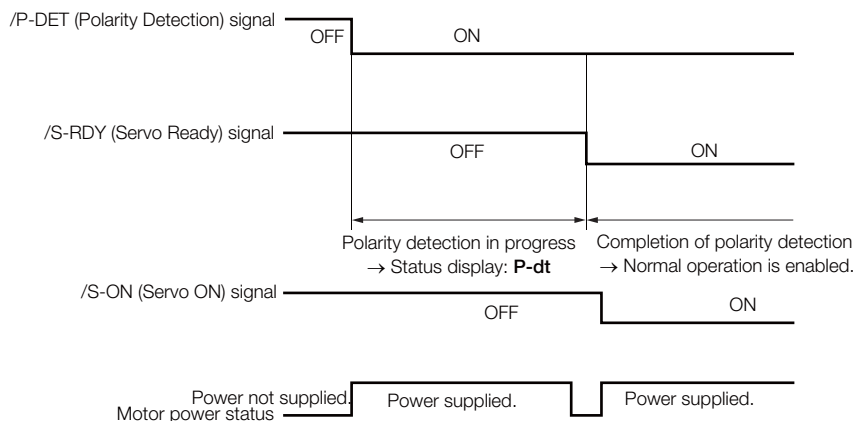 /P-DET (Polarity Detection) signal
OFF
ON
/S-RDY (Servo Ready) signal
OFF
ON
Polarity detection in progress
→ Status display: P-dt
Completion of polarity detection
→ Normal operation is enabled.
/S-ON (Servo ON) signal
OFF
ON
Power not supplied.
Power supplied.
Power supplied.
Motor power status